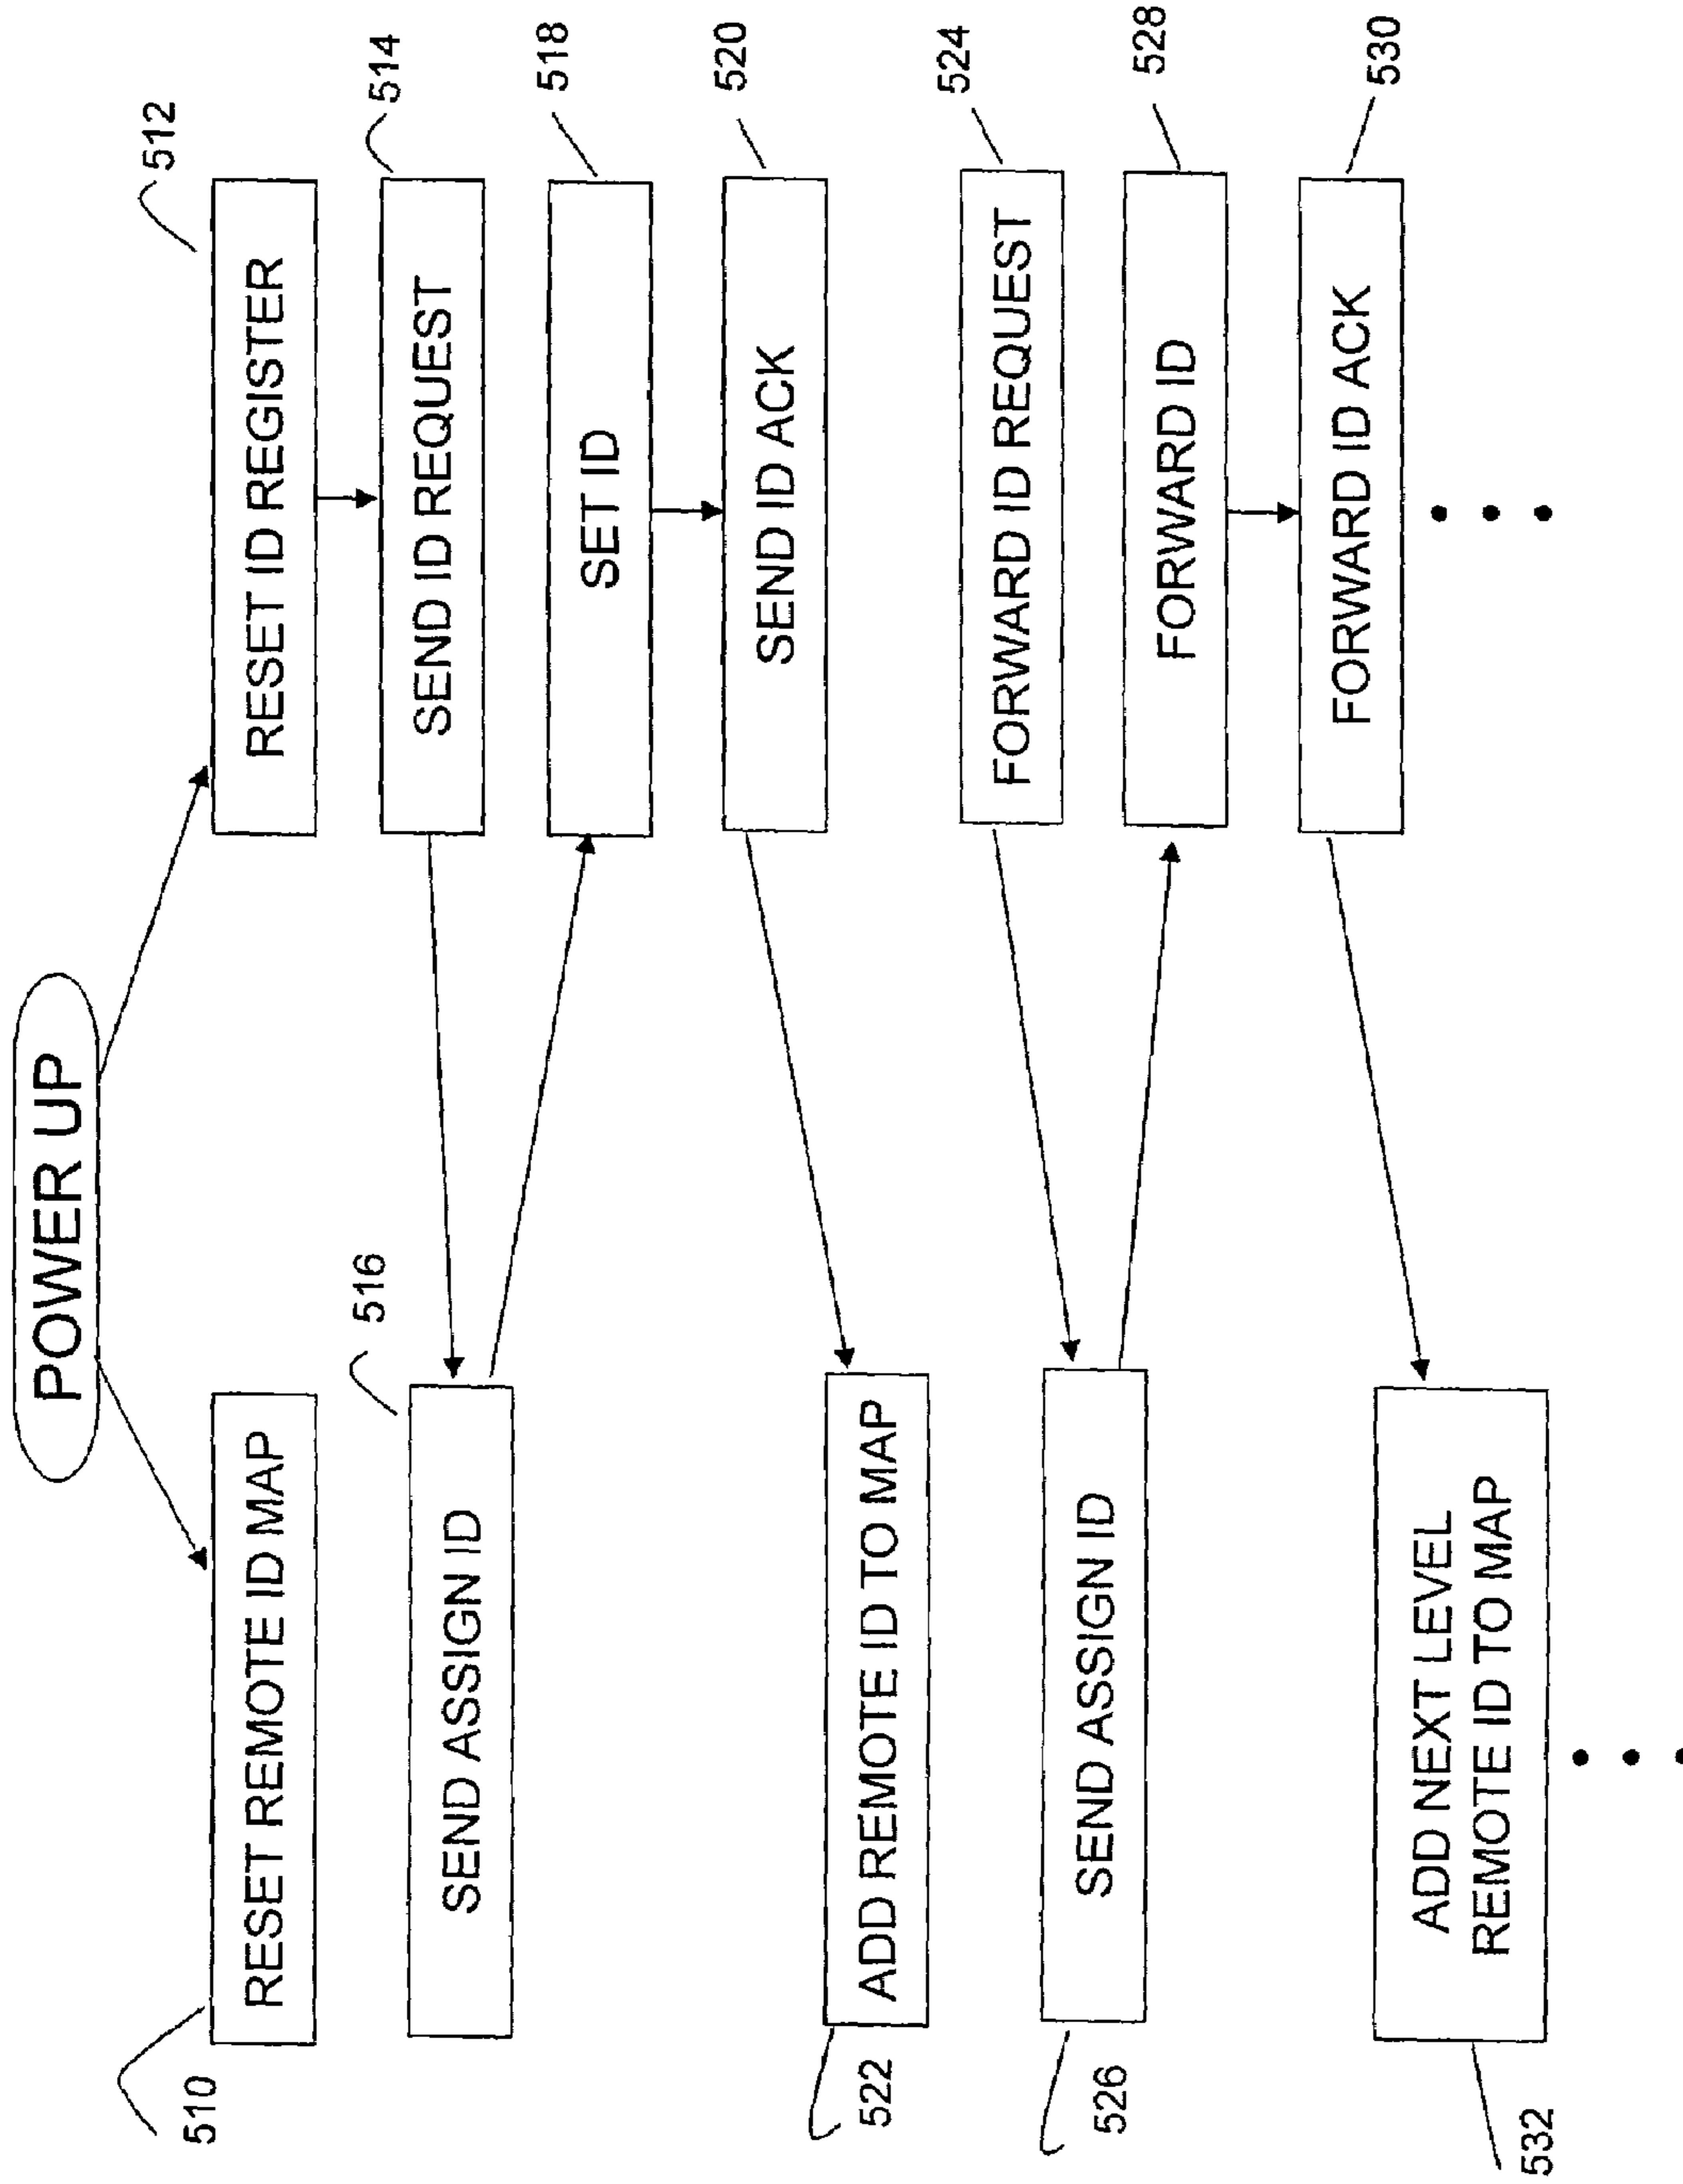 POWER UP
510
RESET REMOTE ID MAP
512
RESET ID REGISTER
514
SEND ID REQUEST
516
SEND ASSIGN ID
518
SET ID
520
SEND ID ACK
522
ADD REMOTE ID TO MAP
524
FORWARD ID REQUEST
526
SEND ASSIGN ID
528
FORWARD ID
530
FORWARD ID ACK
532
ADD NEXT LEVEL
REMOTE ID TO MAP